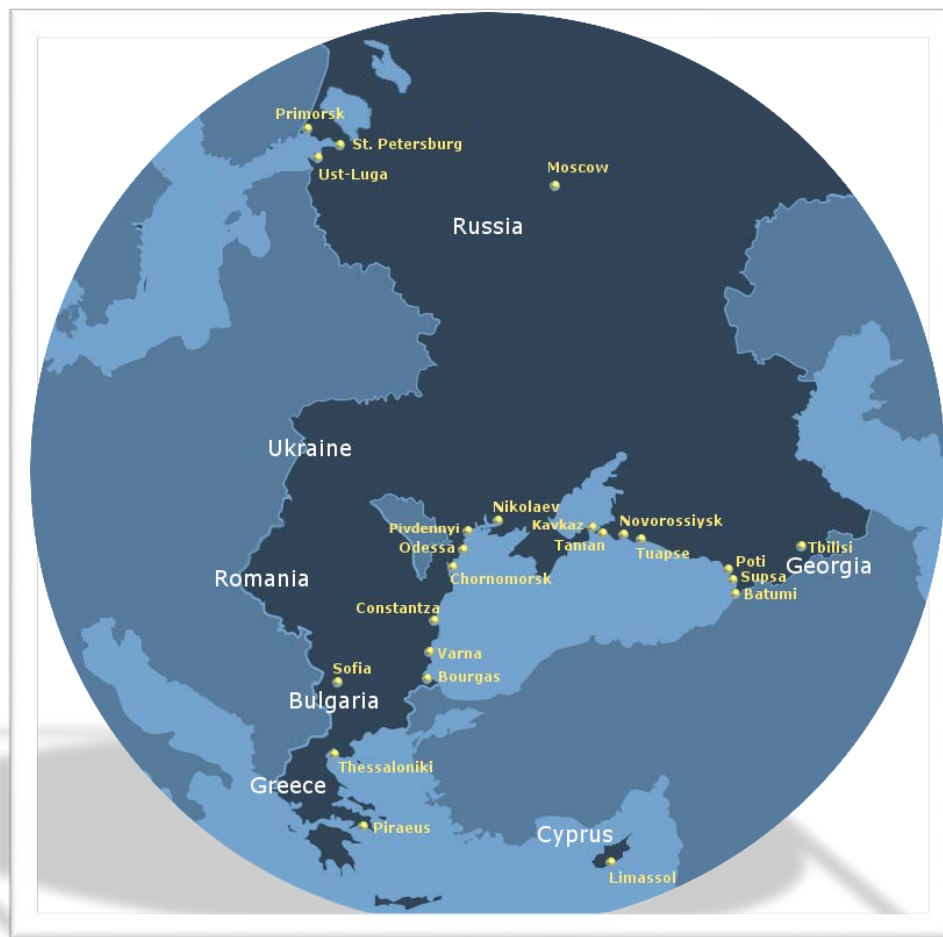 Primorsk
St. Petersburg
Ust-Luga
Moscow
Russia
Ukraine
Nikolaev
Pivdennyi
Kavkaz
Novorossiysk
Odessa
Taman
Tuapse
Tbilisi
Poti
Georgia
Romania
Chornomorsk
Supsa
Batumi
Constantza
Varna
Sofia
Bourgas
Bulgaria
Thessaloniki
Greece
Piraeus
Cyprus
Limassol